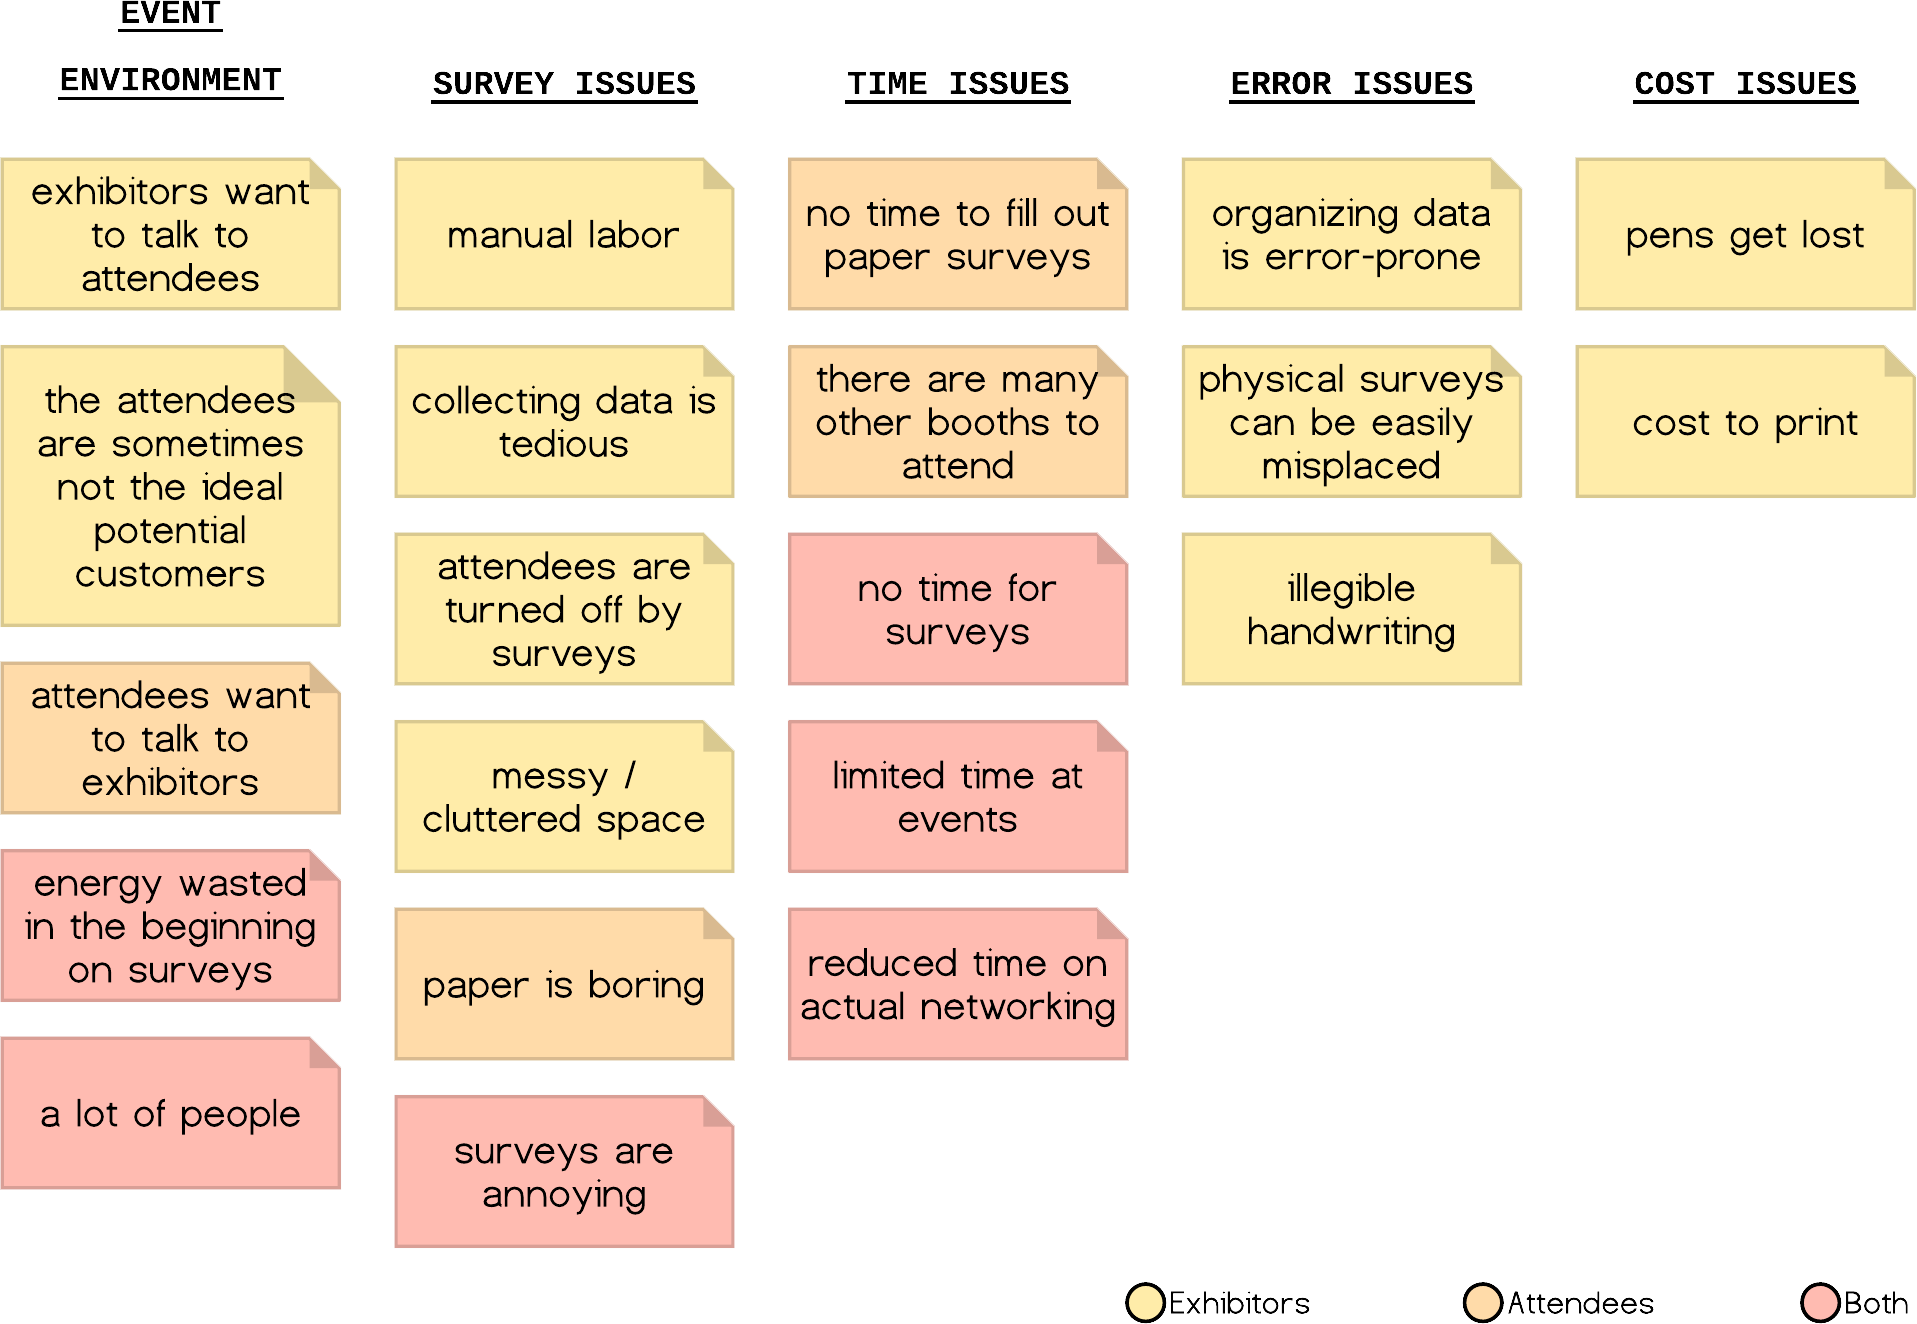 EVENT
ENVIRONMENT
exhibitors want
to talk to
attendees
the attendees
are sometimes
not the ideal
potential
customers
attendees want
to talk to
exhibitors
energy wasted
in the beginning
on surveys
a lot of people
SURVEY ISSUES
manual labor
collecting data is
tedious
attendees are
turned off by
surveys
messy /
cluttered space
paper is boring
surveys are
annoying
TIME ISSUES
no time to fill out
paper surveys
there are many
other booths to
attend
no time for
surveys
limited time at
events
reduced time on
actual networking
ERROR ISSUES
organizing data
is error-prone
physical surveys
can be easily
misplaced
illegible
handwriting
COST ISSUES
pens get lost
cost to print
Exhibitors
Attendees
Both